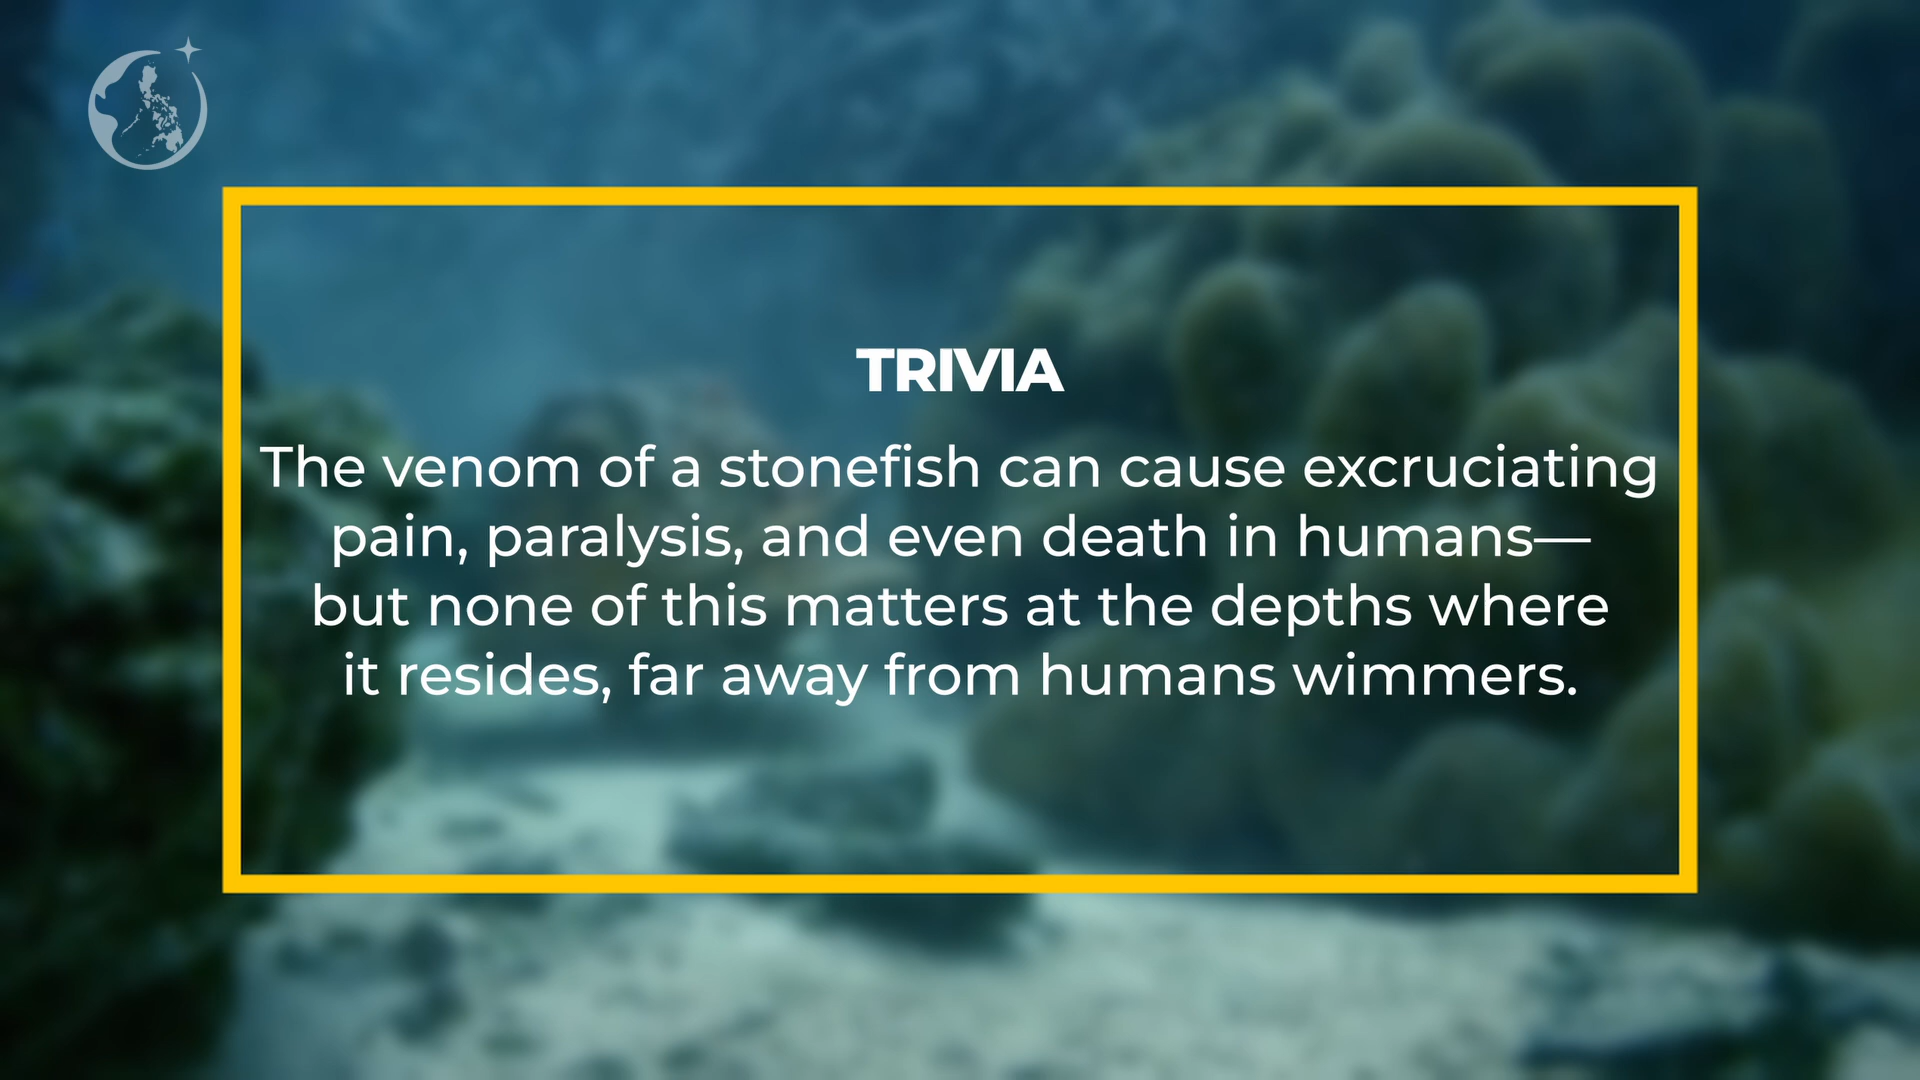 TRIVIA
The venom of a stonefish can cause excruciating
pain, paralysis, and even death in humans—
but none of this matters at the depths where
it resides, far away from humans wimmers.